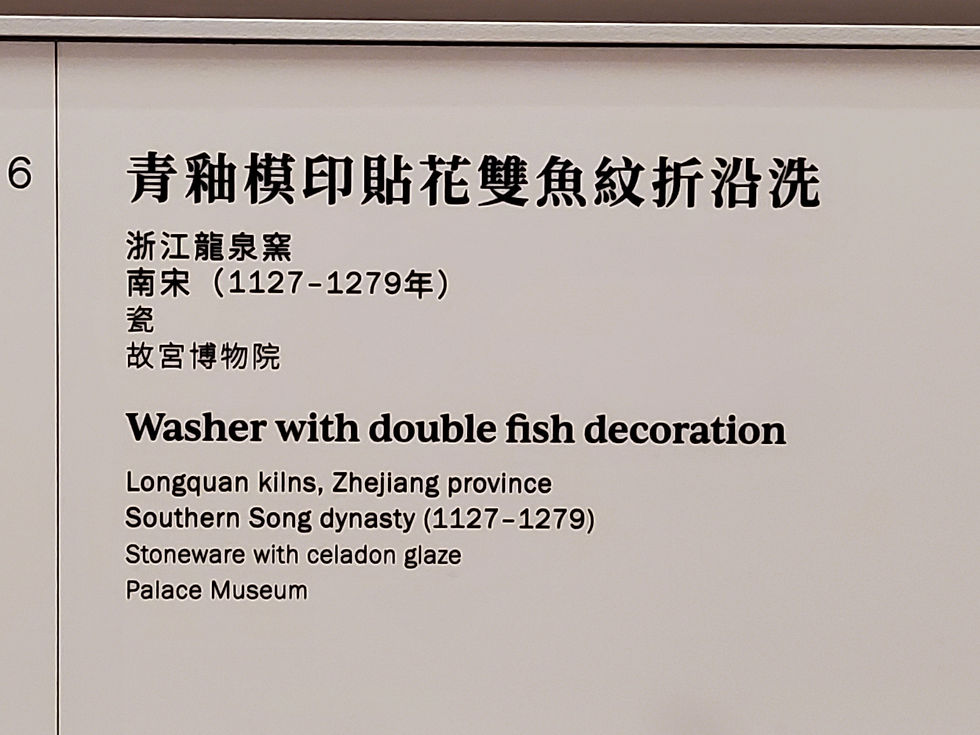 6
青釉模印貼花雙魚紋折沿洗
浙江龍泉窯
南宋（1127–1279年）
瓷
故宮博物院
Washer with double fish decoration
Longquan kilns, Zhejiang province
Southern Song dynasty (1127–1279)
Stoneware with celadon glaze
Palace Museum